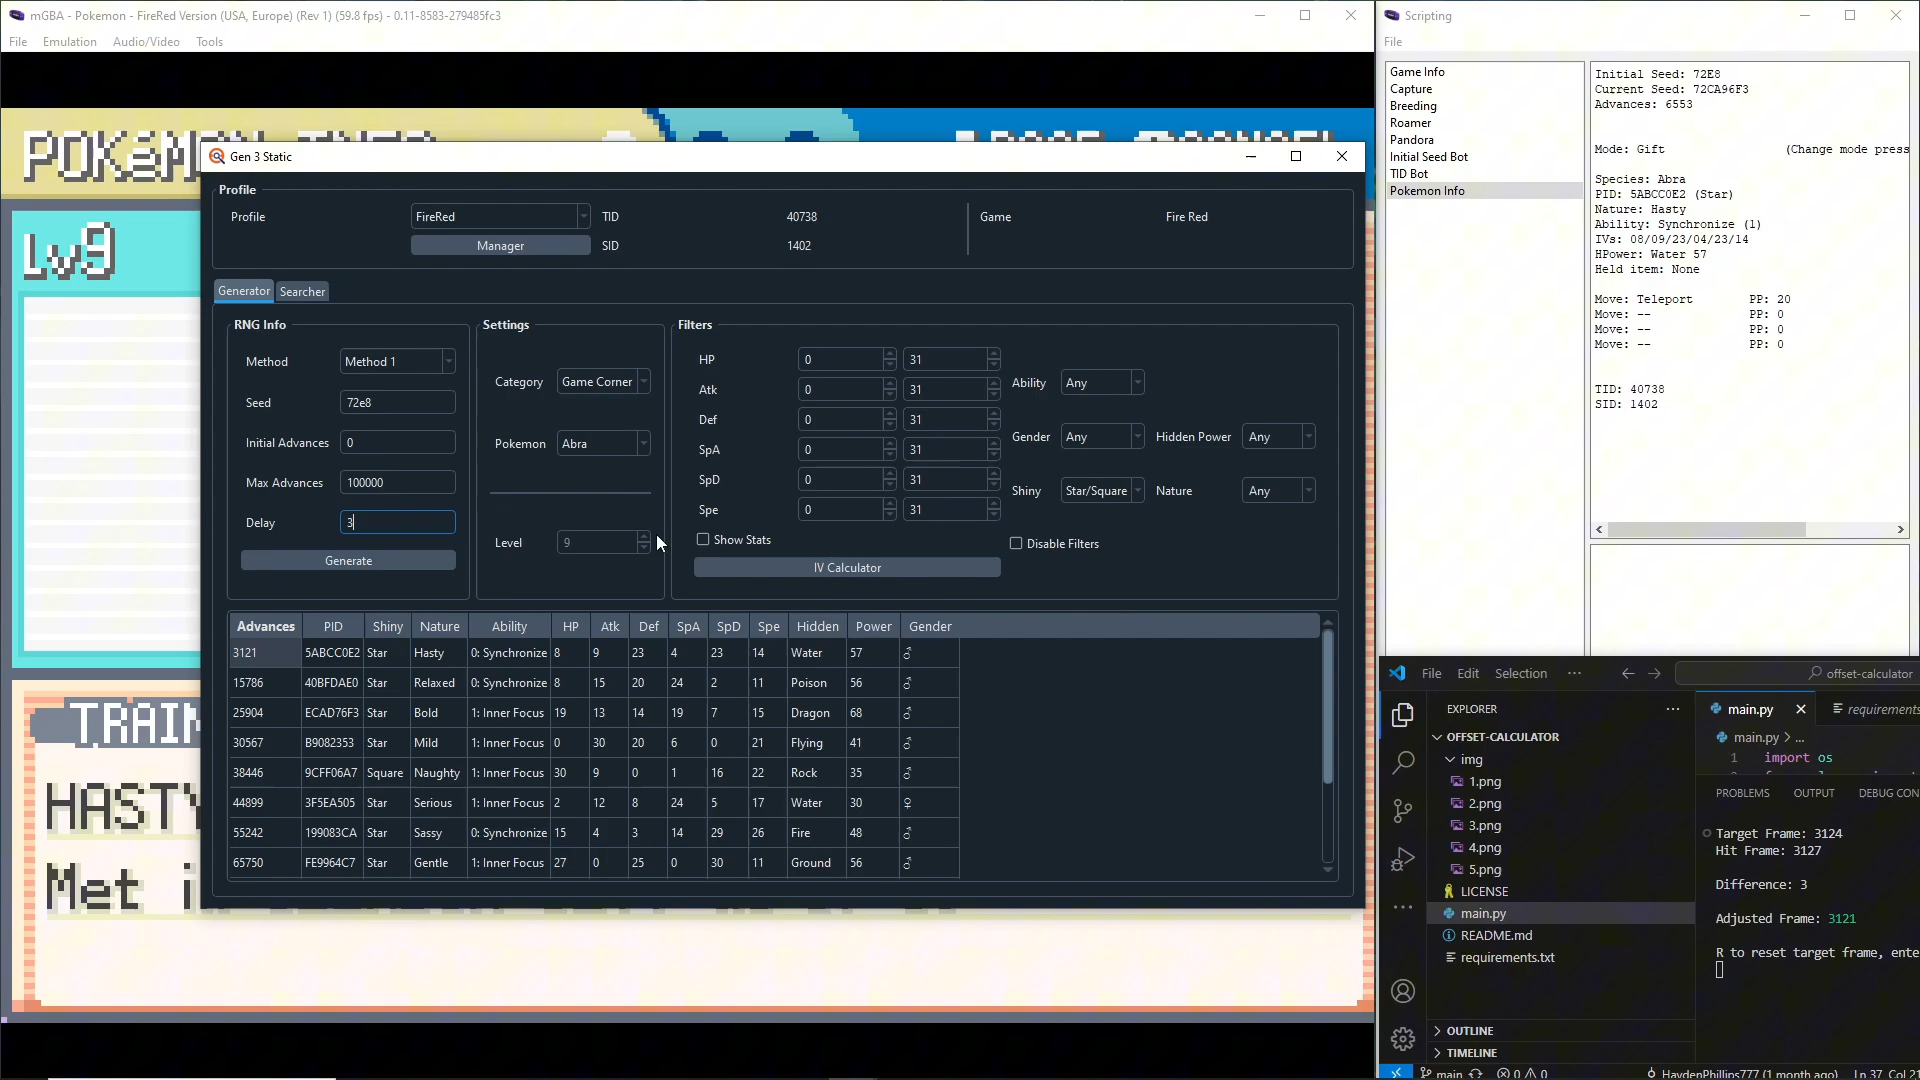 mGBA - Pokemon - FireRed Version (USA, Europe) (Rev 1) (59.8 fps) - 0.11-8583-279485fc3
File Emulation Audio/Video Tools
POKéM
Lv9
TRAIN
HASTY
Met i
Gen 3 Static
Profile
Profile FireRed TID 40738 Game Fire Red
Manager SID 1402
Generator Searcher
RNG Info
Method Method 1
Seed 72e8
Initial Advances 0
Max Advances 100000
Delay 3
Generate
Settings
Category Game Corner
Pokemon Abra
Level 9
Filters
HP 0 31
Atk 0 31
Def 0 31
SpA 0 31
SpD 0 31
Spe 0 31
Ability Any
Gender Any Hidden Power Any
Shiny Star/Square Nature Any
Show Stats
Disable Filters
IV Calculator
Advances PID Shiny Nature Ability HP Atk Def SpA SpD Spe Hidden Power Gender
3121 5ABCC0E2 Star Hasty 0: Synchronize 8 9 23 4 23 14 Water 57 ♂
15786 40BFDAE0 Star Relaxed 0: Synchronize 8 15 20 24 2 11 Poison 56 ♂
25904 ECAD76F3 Star Bold 1: Inner Focus 19 13 14 19 7 15 Dragon 68 ♂
30567 B9082353 Star Mild 1: Inner Focus 0 30 20 6 0 21 Flying 41 ♂
38446 9CFF06A7 Square Naughty 1: Inner Focus 30 9 0 1 16 22 Rock 35 ♂
44899 3F5EA505 Star Serious 1: Inner Focus 2 12 8 24 5 17 Water 30 ♀
55242 199083CA Star Sassy 0: Synchronize 15 4 3 14 29 26 Fire 48 ♂
65750 FE9964C7 Star Gentle 1: Inner Focus 27 0 25 0 30 11 Ground 56 ♂
Scripting
File
Game Info
Capture
Breeding
Roamer
Pandora
Initial Seed Bot
TID Bot
Pokemon Info
Initial Seed: 72E8
Current Seed: 72CA96F3
Advances: 6553
Mode: Gift (Change mode press
Species: Abra
PID: 5ABCC0E2 (Star)
Nature: Hasty
Ability: Synchronize (1)
IVs: 08/09/23/04/23/14
HPower: Water 57
Held item: None
Move: Teleport PP: 20
Move: -- PP: 0
Move: -- PP: 0
Move: -- PP: 0
TID: 40738
SID: 1402
File Edit Selection ··· offset-calculator
EXPLORER ···
OFFSET-CALCULATOR
img
1.png
2.png
3.png
4.png
5.png
LICENSE
main.py
README.md
requirements.txt
OUTLINE
TIMELINE
main.py requirements
main.py > ...
1 import os
PROBLEMS OUTPUT DEBUG CON
Target Frame: 3124
Hit Frame: 3127
Difference: 3
Adjusted Frame: 3121
R to reset target frame, ente
main 0 0 HaydenPhillips777 (1 month ago) Ln 37, Col 21